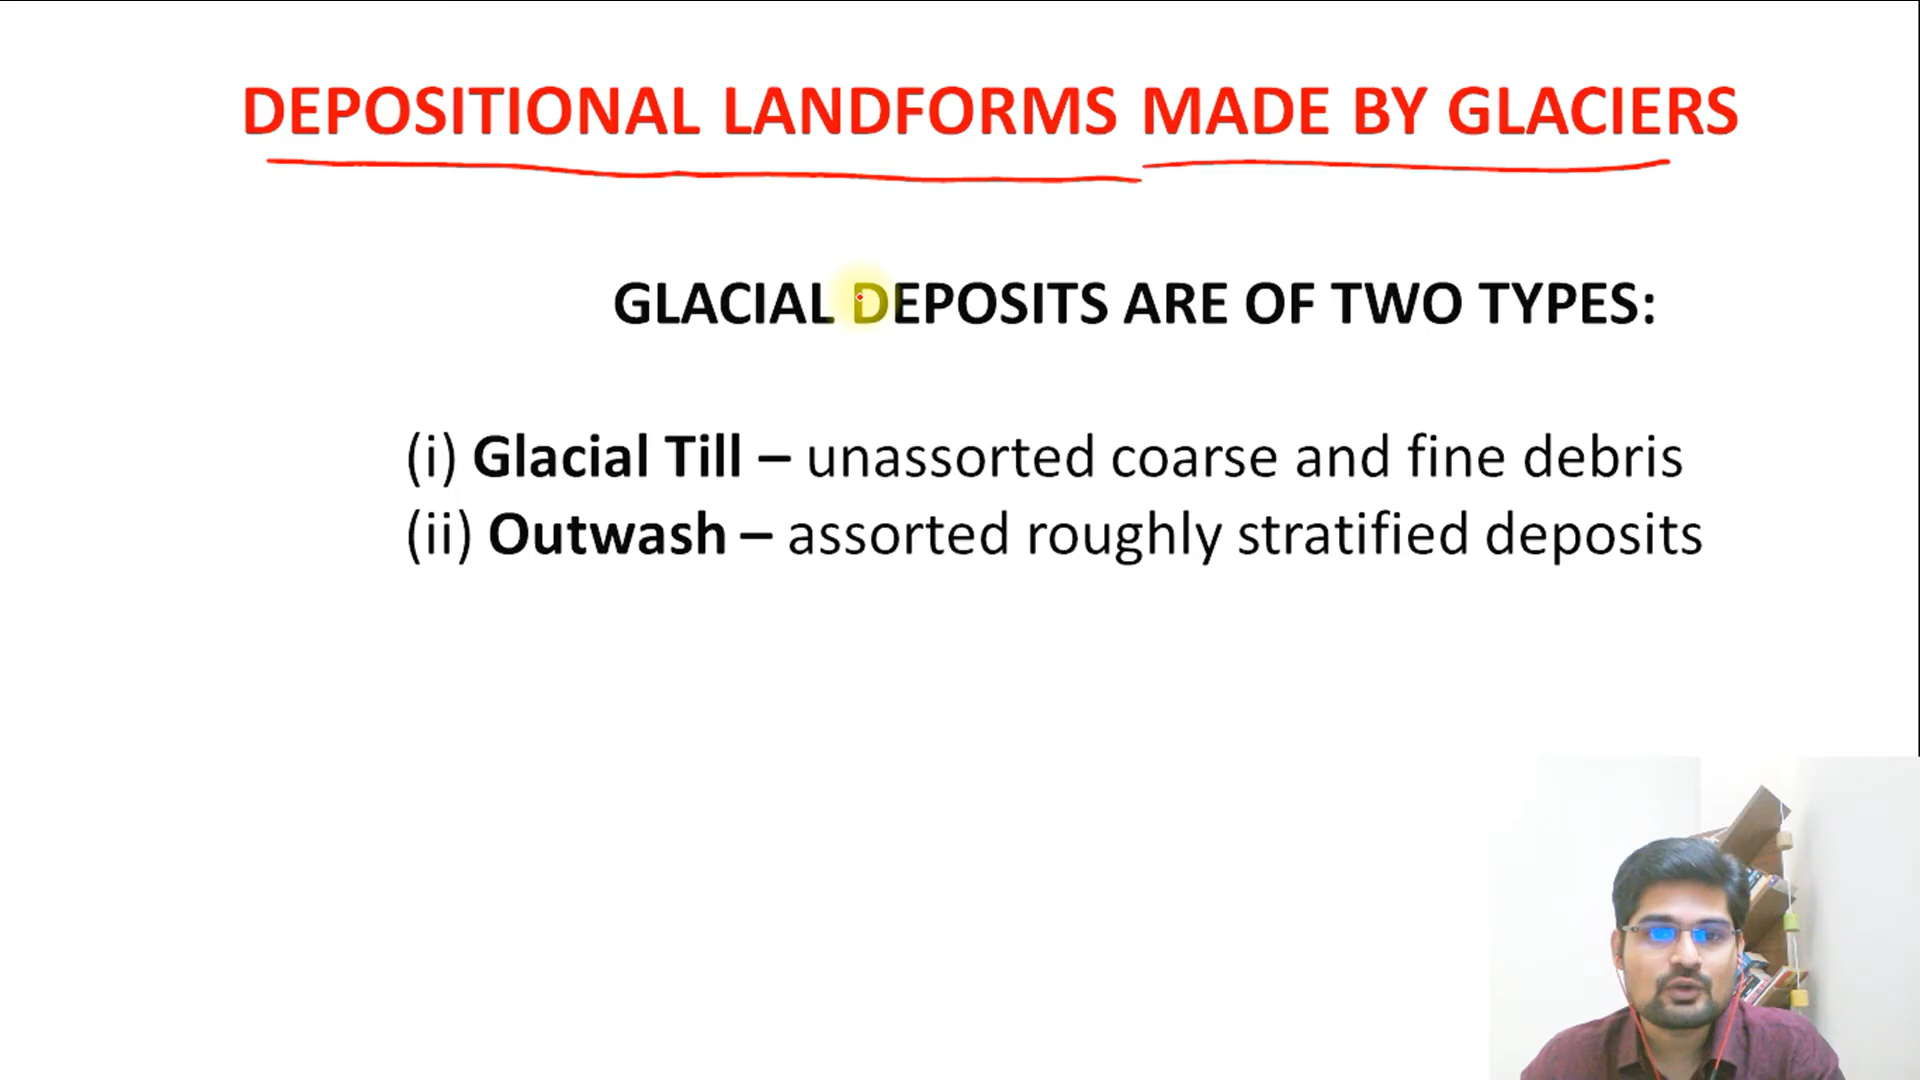 DEPOSITIONAL LANDFORMS MADE BY GLACIERS
GLACIAL DEPOSITS ARE OF TWO TYPES:
(i) Glacial Till – unassorted coarse and fine debris
(ii) Outwash – assorted roughly stratified deposits